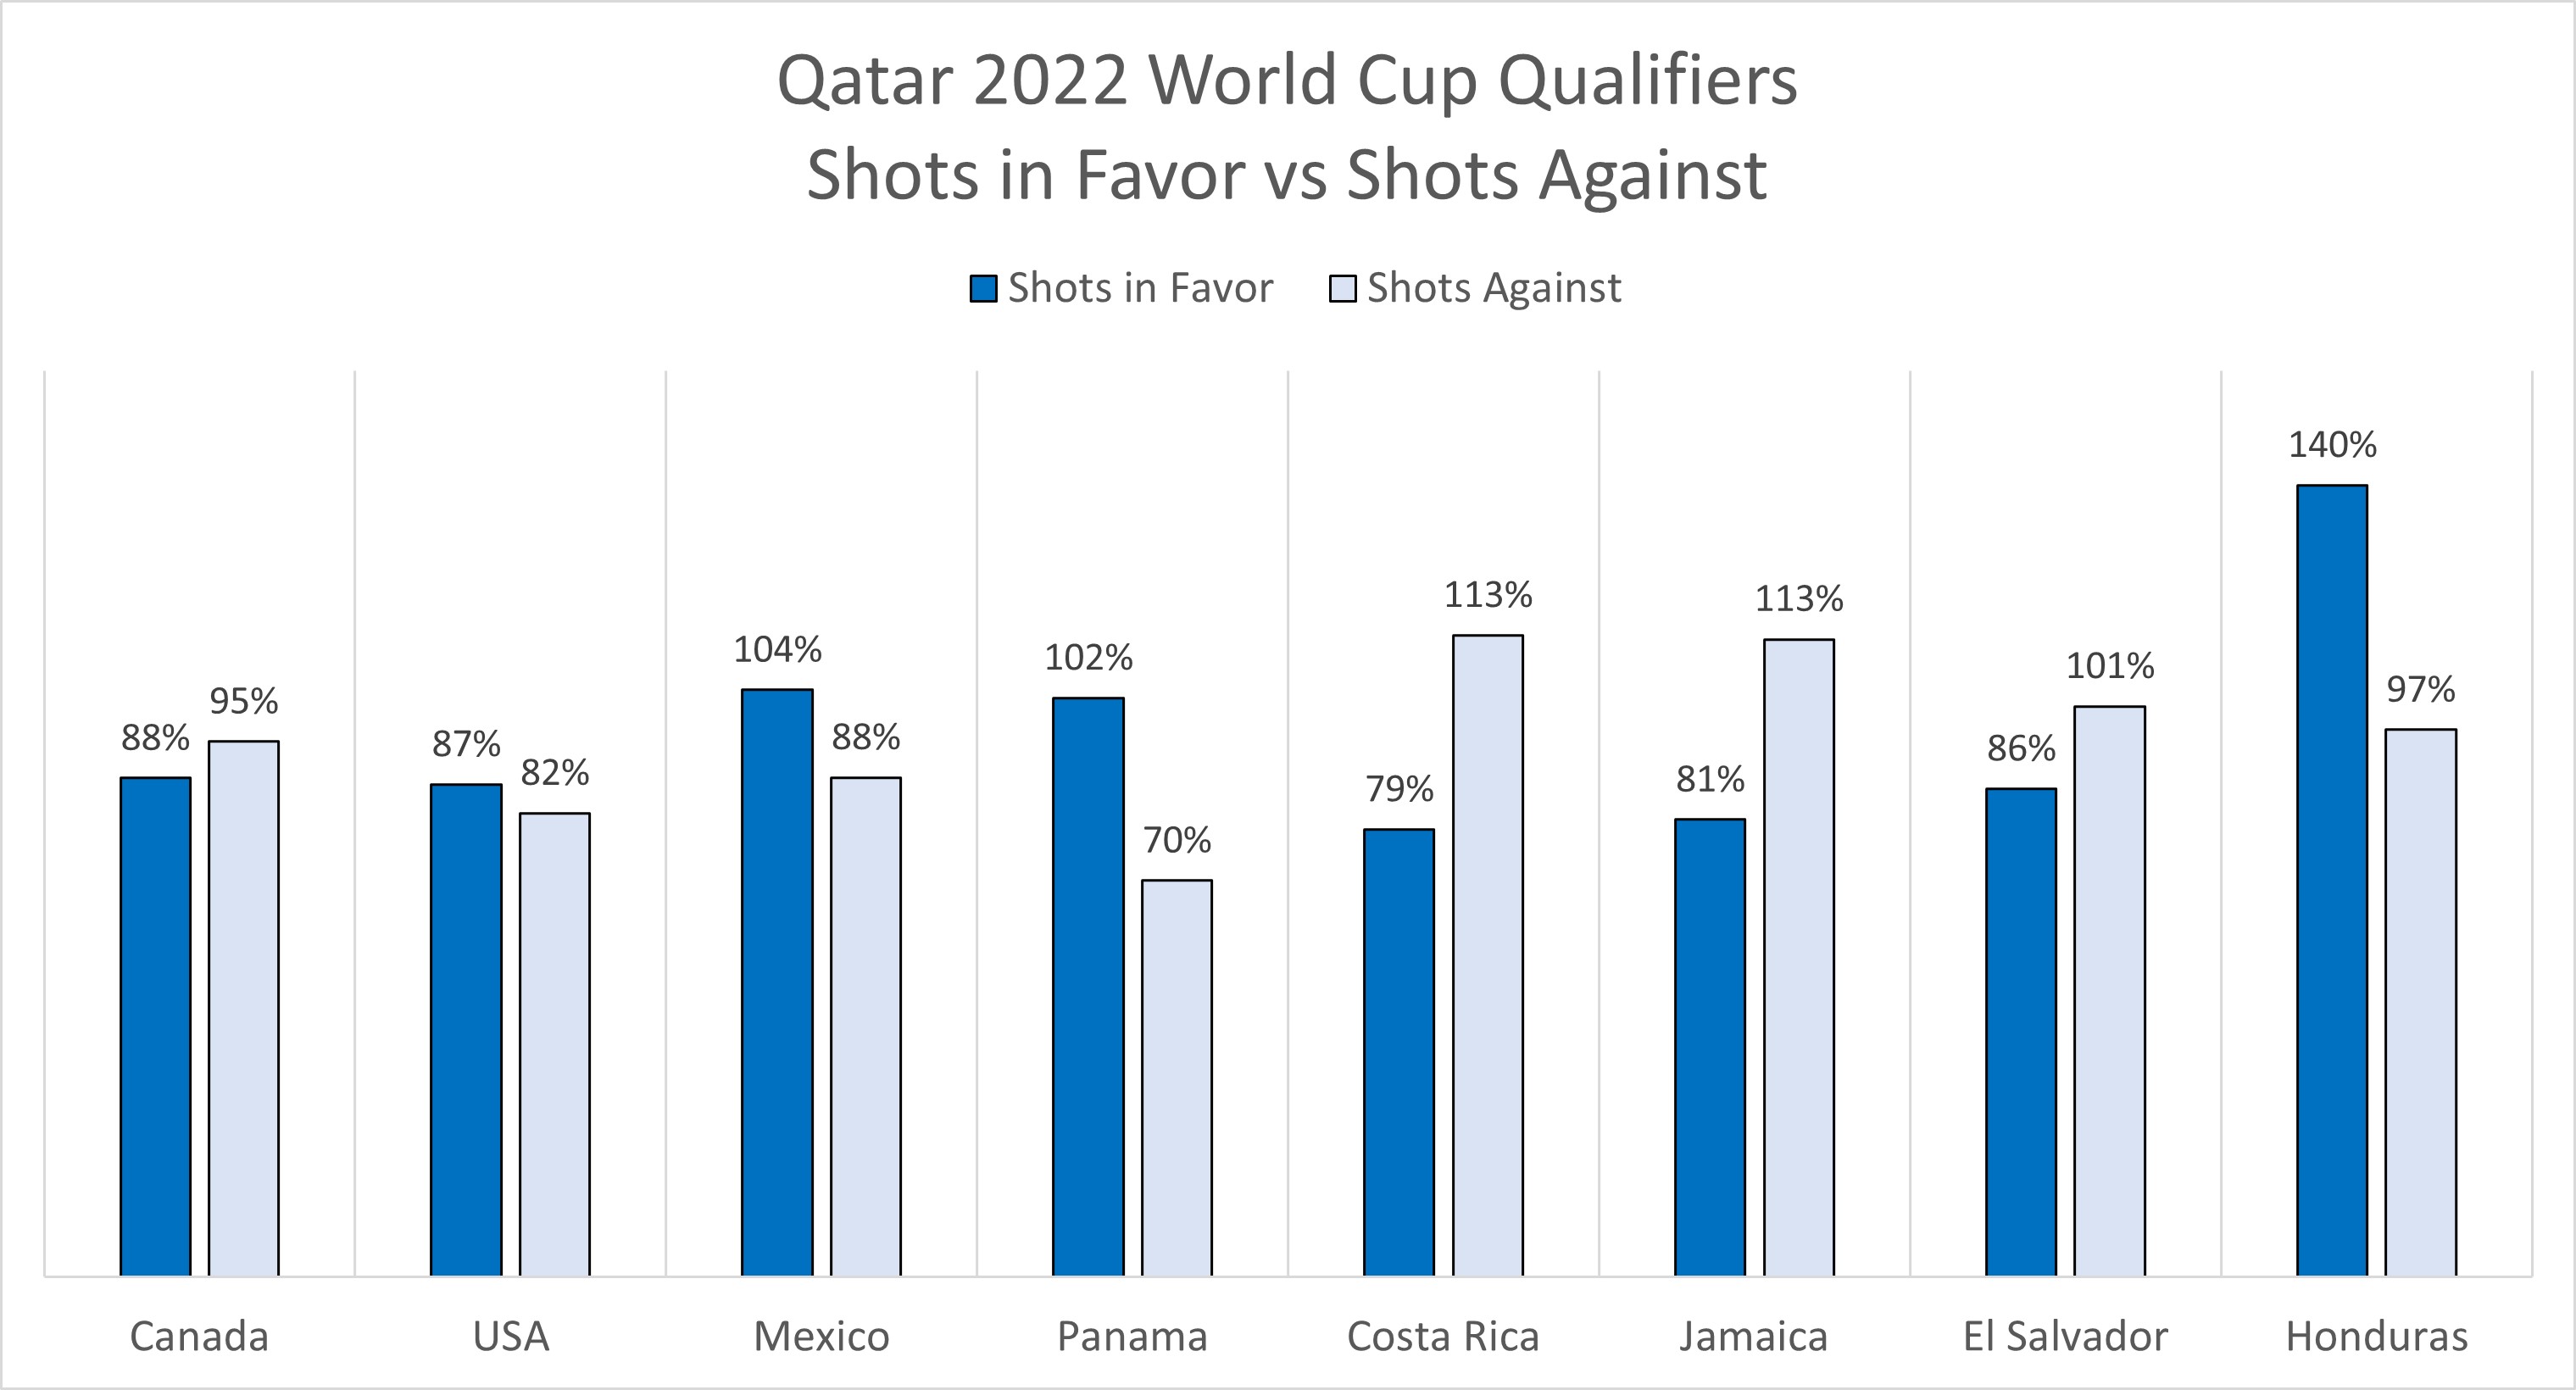 Qatar 2022 World Cup Qualifiers
Shots in Favor vs Shots Against
Shots in Favor Shots Against
88% 95% 87% 82% 104% 88% 102% 70% 79% 113% 81% 113% 86% 101% 140% 97%
Canada USA Mexico Panama Costa Rica Jamaica El Salvador Honduras